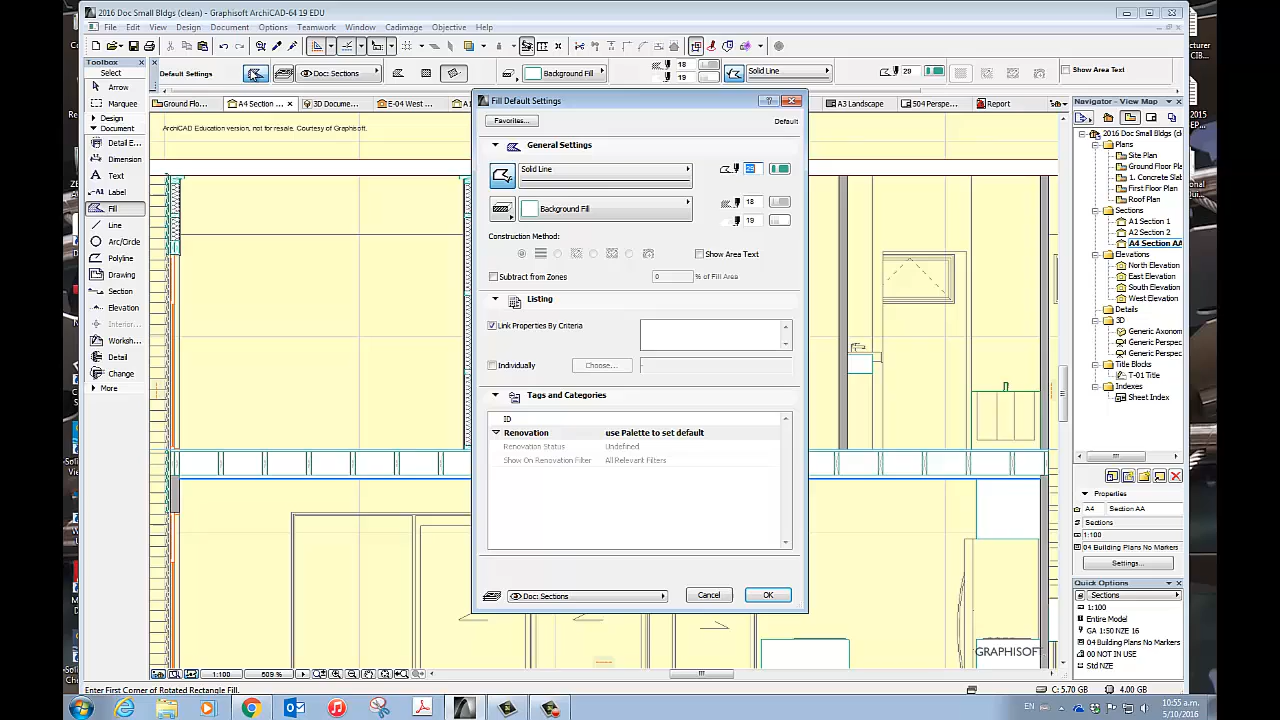 2016 Doc Small Bldgs (clean) - Graphisoft ArchiCAD-64 19 EDU
File Edit View Design Document Options Teamwork Window Cadimage Objective Help
Toolbox
Select
Default Settings
Doc: Sections
Background Fill
18
19
Solid Line
29
Show Area Text
Ground Flo...
A4 Section ...
3D Docume...
E-04 West ...
A3 Landscape
S04 Perspe...
Report
ArchiCAD Education version, not for resale. Courtesy of Graphisoft.
Arrow
Marquee
Design
Document
Detail E...
Dimension
Text
Label
Fill
Line
Arc/Circle
Polyline
Drawing
Section
Elevation
Interior...
Worksh...
Detail
Change
More
Fill Default Settings
Favorites...
Default
General Settings
Solid Line
Background Fill
18
19
Construction Method:
Show Area Text
Subtract from Zones
0
% of Fill Area
Listing
Link Properties By Criteria
Individually
Choose...
Tags and Categories
ID
Renovation use Palette to set default
Renovation Status Undefined
Show On Renovation Filter All Relevant Filters
Doc: Sections
Cancel
OK
Navigator - View Map
2016 Doc Small Bldgs (c
Plans
Site Plan
Ground Floor Pla
1. Concrete Slab
First Floor Plan
Roof Plan
Sections
A1 Section 1
A2 Section 2
A4 Section AA
Elevations
North Elevation
East Elevation
South Elevation
West Elevation
Details
3D
Generic Axonom
Generic Perspec
Generic Perspec
Title Blocks
T-01 Title
Indexes
Sheet Index
Properties
A4 Section AA
Sections
1:100
04 Building Plans No Markers
Settings...
Quick Options
Sections
1:100
Entire Model
GA 1:50 NZE 16
04 Building Plans No Markers
00 NOT IN USE
Std NZE
GRAPHISOFT
1:100
609 %
Enter First Corner of Rotated Rectangle Fill.
C: 5.70 GB
4.00 GB
EN
10:55 a.m.
5/10/2016